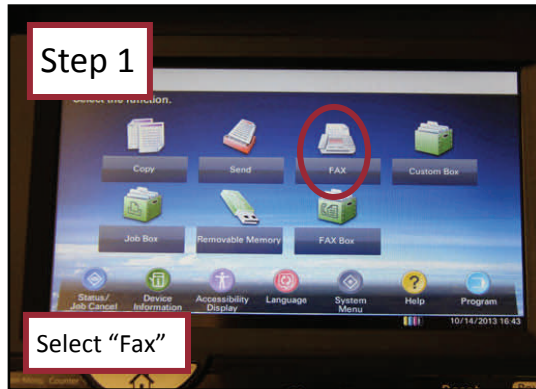 Step 1
Select the function.
Copy
Send
FAX
Custom Box
Job Box
Removable Memory
FAX Box
Status/
Job Cancel
Device
Information
Accessibility
Display
Language
System
Menu
Help
Program
10/14/2013 16:43
Select “Fax”
Counter